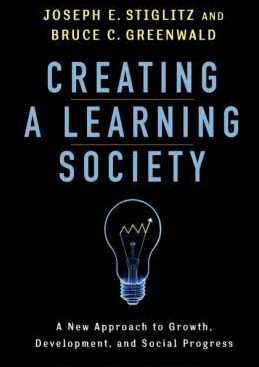 JOSEPH E. STIGLITZ AND
BRUCE C. GREENWALD
CREATING
A LEARNING
SOCIETY
A New Approach to Growth,
Development, and Social Progress